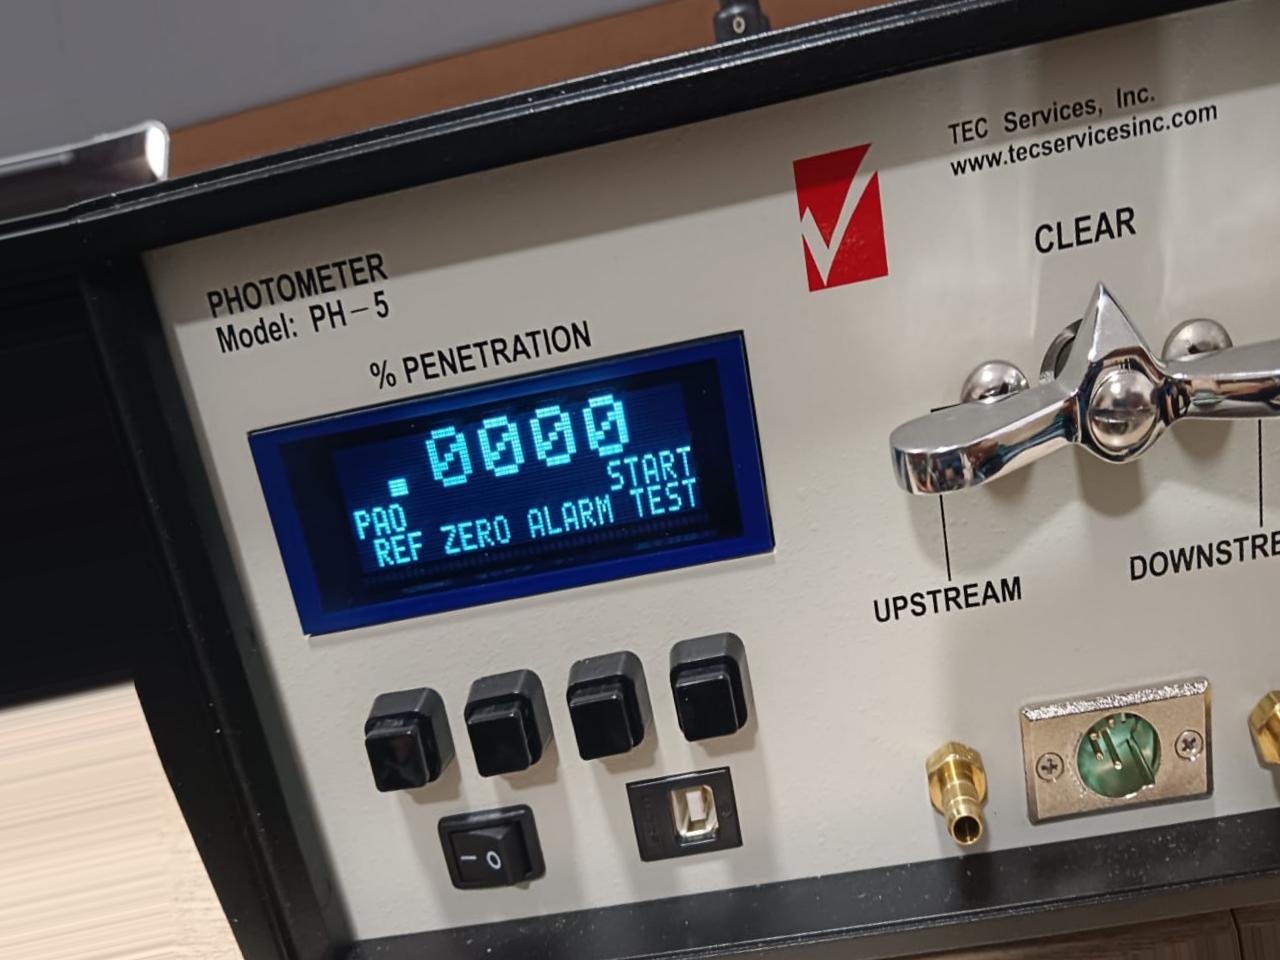 TEC Services, Inc.
www.tecservicesinc.com
CLEAR
PHOTOMETER
Model: PH-5
% PENETRATION
.0000
START
PAO
REF ZERO ALARM TEST
UPSTREAM
DOWNSTRE